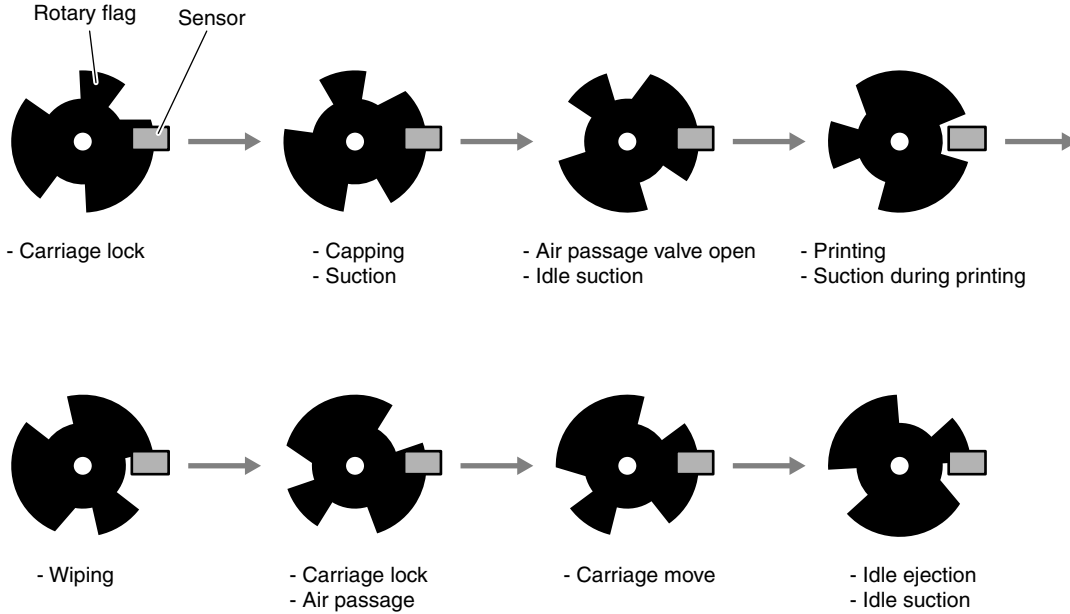 Rotary flag
Sensor
- Carriage lock
- Capping
- Suction
- Air passage valve open
- Idle suction
- Printing
- Suction during printing
- Wiping
- Carriage lock
- Air passage
- Carriage move
- Idle ejection
- Idle suction